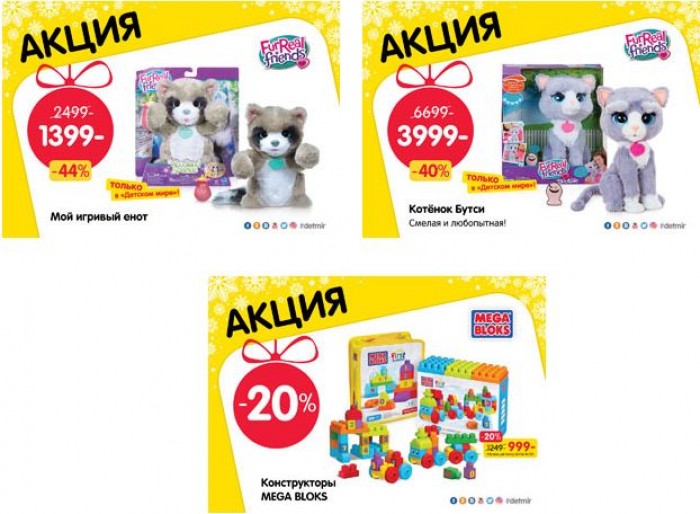 АКЦИЯ
FurReal
friends
2499-
1399-
-44%
только
в «Детском мире»!
Мой игривый енот
#detmir
АКЦИЯ
FurReal
friends
6699-
3999-
-40%
только
в «Детском мире»!
Котёнок Бутси
Смелая и любопытная!
#detmir
АКЦИЯ
MEGA
BLOKS
-20%
MEGA
BLOKS
-20%
1249- 999-
Конструкторы
MEGA BLOKS
#detmir